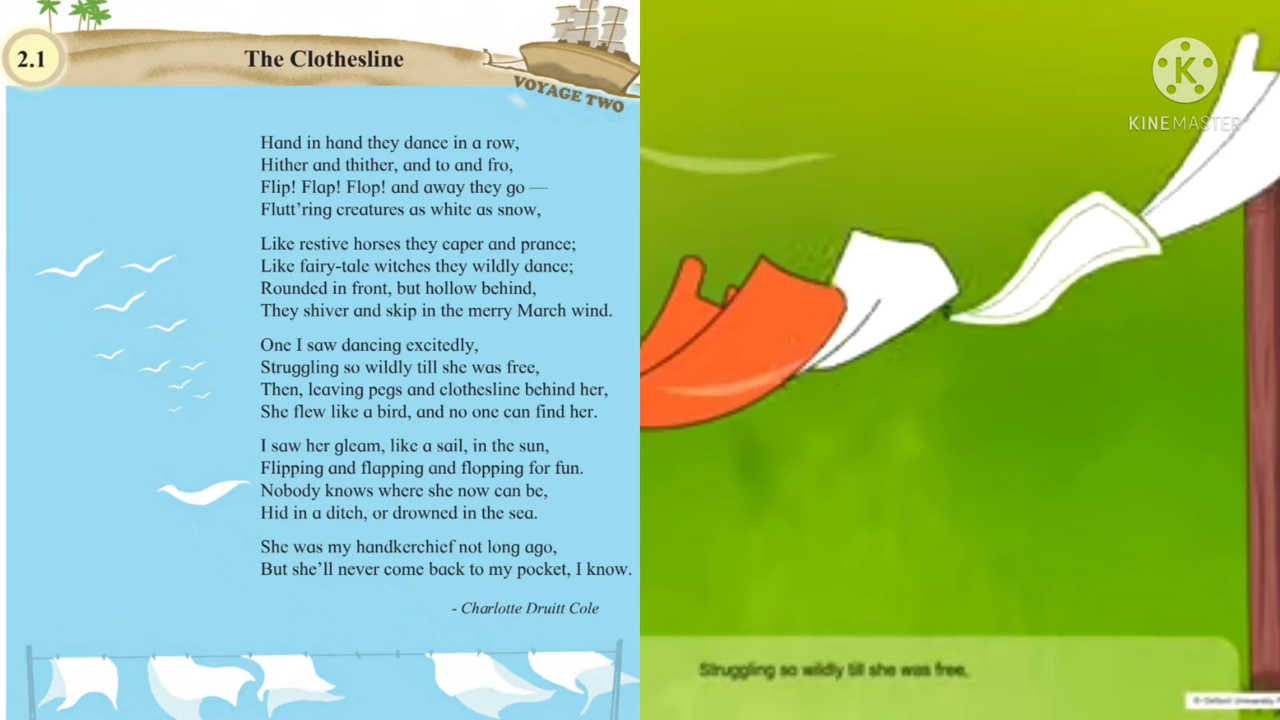 2.1
The Clothesline
VOYAGE TWO
Hand in hand they dance in a row,
Hither and thither, and to and fro,
Flip! Flap! Flop! and away they go —
Flutt'ring creatures as white as snow,
Like restive horses they caper and prance;
Like fairy-tale witches they wildly dance;
Rounded in front, but hollow behind,
They shiver and skip in the merry March wind.
One I saw dancing excitedly,
Struggling so wildly till she was free,
Then, leaving pegs and clothesline behind her,
She flew like a bird, and no one can find her.
I saw her gleam, like a sail, in the sun,
Flipping and flapping and flopping for fun.
Nobody knows where she now can be,
Hid in a ditch, or drowned in the sea.
She was my handkerchief not long ago,
But she'll never come back to my pocket, I know.
- Charlotte Druitt Cole
K
KINEMASTER
Struggling so wildly till she was free,
© Oxford University